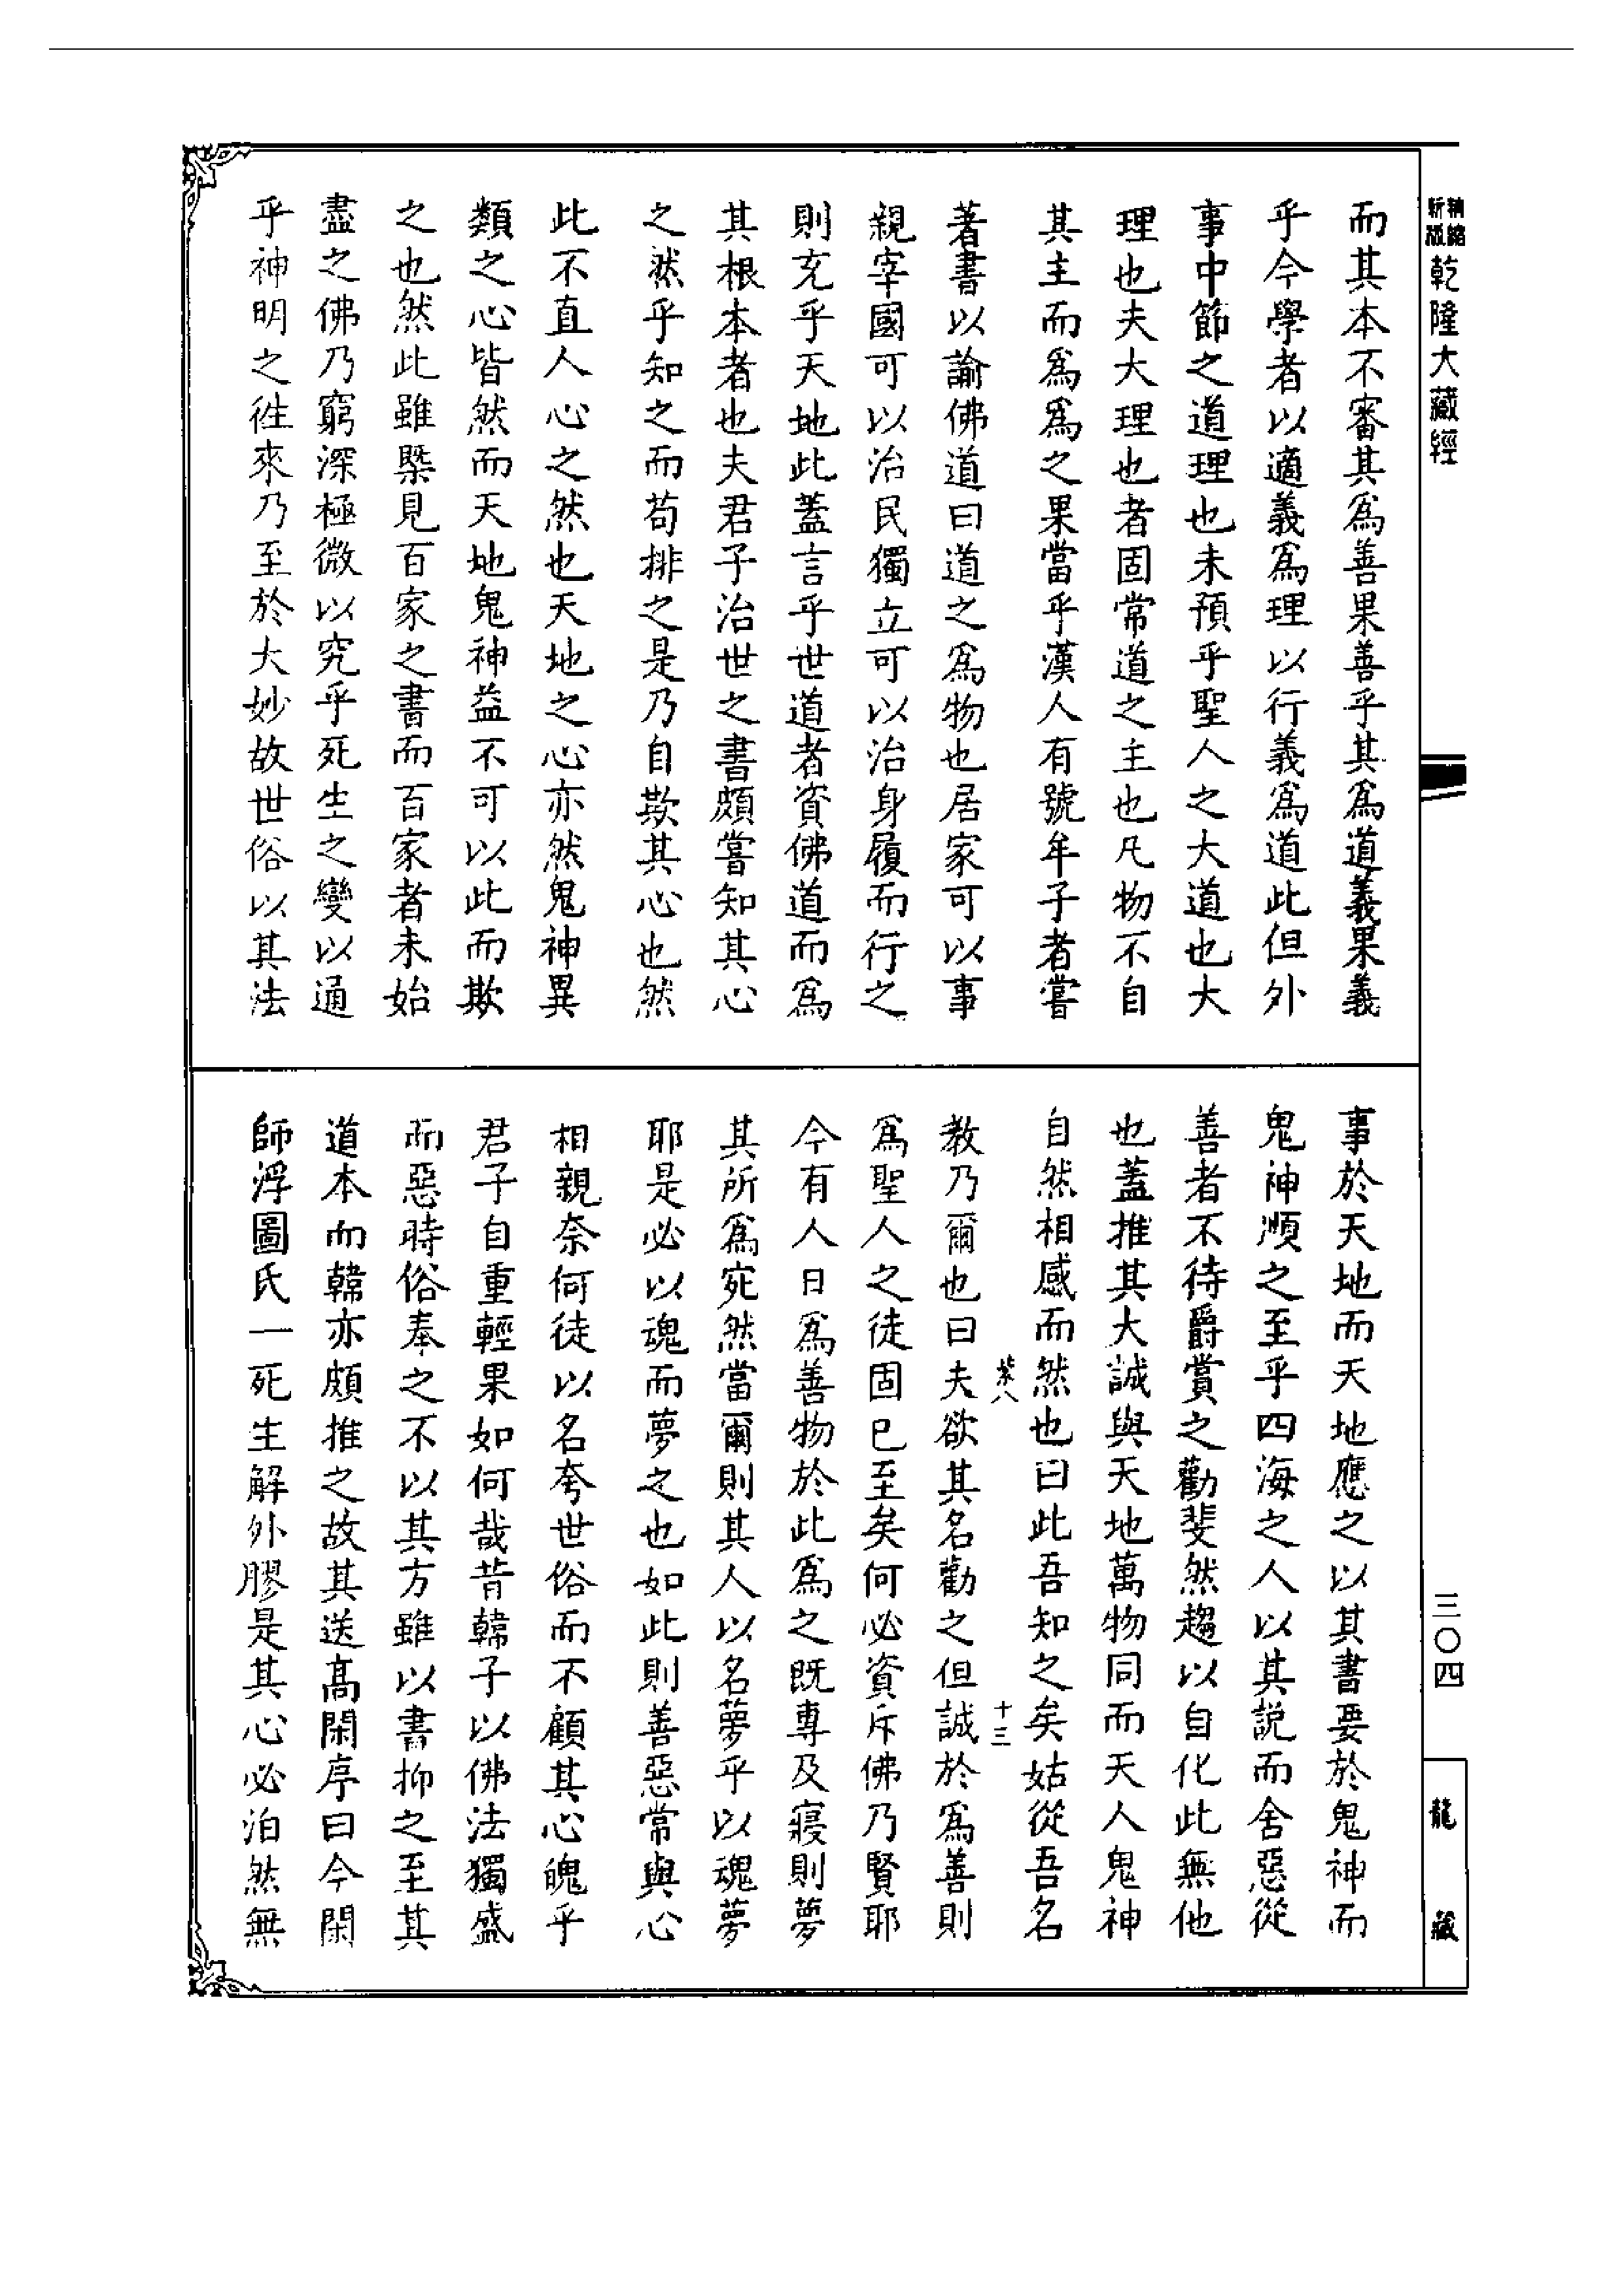 新縮
版縮
乾隆大藏經
三〇四
龍藏
而其本不審其爲善果善乎其爲道義果義
乎今學者以適義爲理以行義爲道此但外
事中節之道理也未預乎聖人之大道也大
理也夫大理也者固常道之主也凡物不自
其主而爲爲之果當乎漢人有號牟子者嘗
著書以諭佛道曰道之爲物也居家可以事
親宰國可以治民獨立可以治身履而行之
則充乎天地此蓋言乎世道者資佛道而爲
其根本者也夫君子治世之書頗嘗知其心
之然乎知之而苟排之是乃自欺其心也然
此不直人心之然也天地之心亦然鬼神異
類之心皆然而天地鬼神益不可以此而欺
之也然此雖槩見百家之書而百家者未始
盡之佛乃窮深極微以究乎死生之變以通
乎神明之徃來乃至於大妙故世俗以其法
事於天地而天地應之以其書要於鬼神而
鬼神順之至乎四海之人以其說而舍惡從
善者不待爵賞之勸斐然趨以自化此無他
也蓋推其大誠與天地萬物同而天人鬼神
自然相感而然也曰此吾知之矣姑從吾名
紫八
十三
教乃爾也曰夫欲其名勸之但誠於爲善則
爲聖人之徒固已至矣何必資斥佛乃賢耶
今有人日爲善物於此爲之既專及寢則夢
其所爲宛然當爾則其人以名夢乎以魂夢
耶是必以魂而夢之也如此則善惡常與心
相親奈何徒以名夸世俗而不顧其心魄乎
君子自重輕果如何哉昔韓子以佛法獨盛
而惡時俗奉之不以其方雖以書抑之至其
道本而韓亦頗推之故其送高閑序曰今閑
師浮圖氏一死生解外膠是其心必泊然無